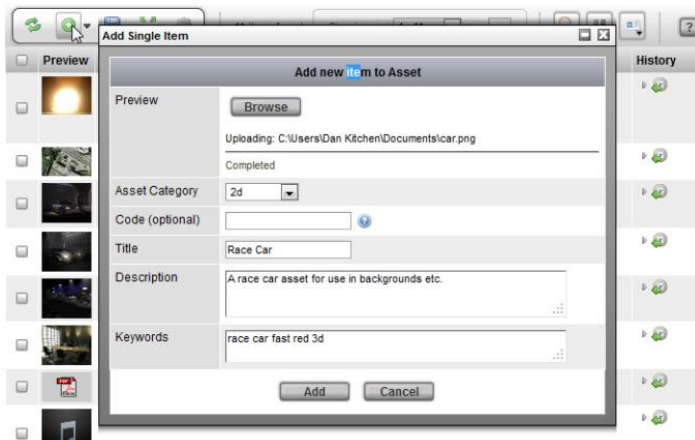 Add Single Item
Preview
History
Add new item to Asset
Preview
Browse
Uploading: C:\Users\Dan Kitchen\Documents\car.png
Completed
Asset Category
2d
Code (optional)
Title
Race Car
Description
A race car asset for use in backgrounds etc.
Keywords
race car fast red 3d
Add
Cancel